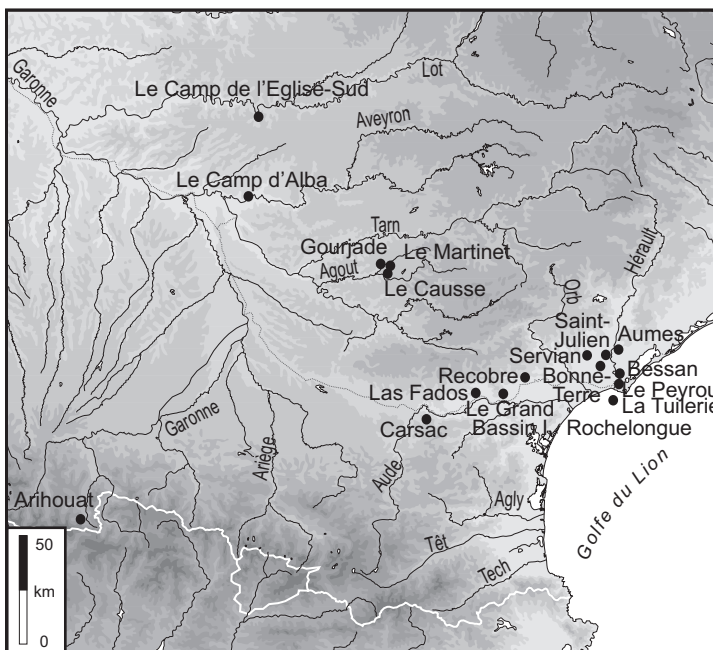 Garonne
Lot
Le Camp de l'Eglise-Sud
Aveyron
Le Camp d'Alba
Tarn
Gourjade
Le Martinet
Agout
Le Causse
Hérault
Orb
Saint-
Julien
Aumes
Servian
Bessan
Recobre
Bonne-
Terre
Le Peyrou
Las Fados
La Tuilerie
Le Grand
Bassin I
Rochelongue
Carsac
Garonne
Ariège
Aude
Golfe du Lion
Agly
Arihouat
Têt
Tech
50
km
0